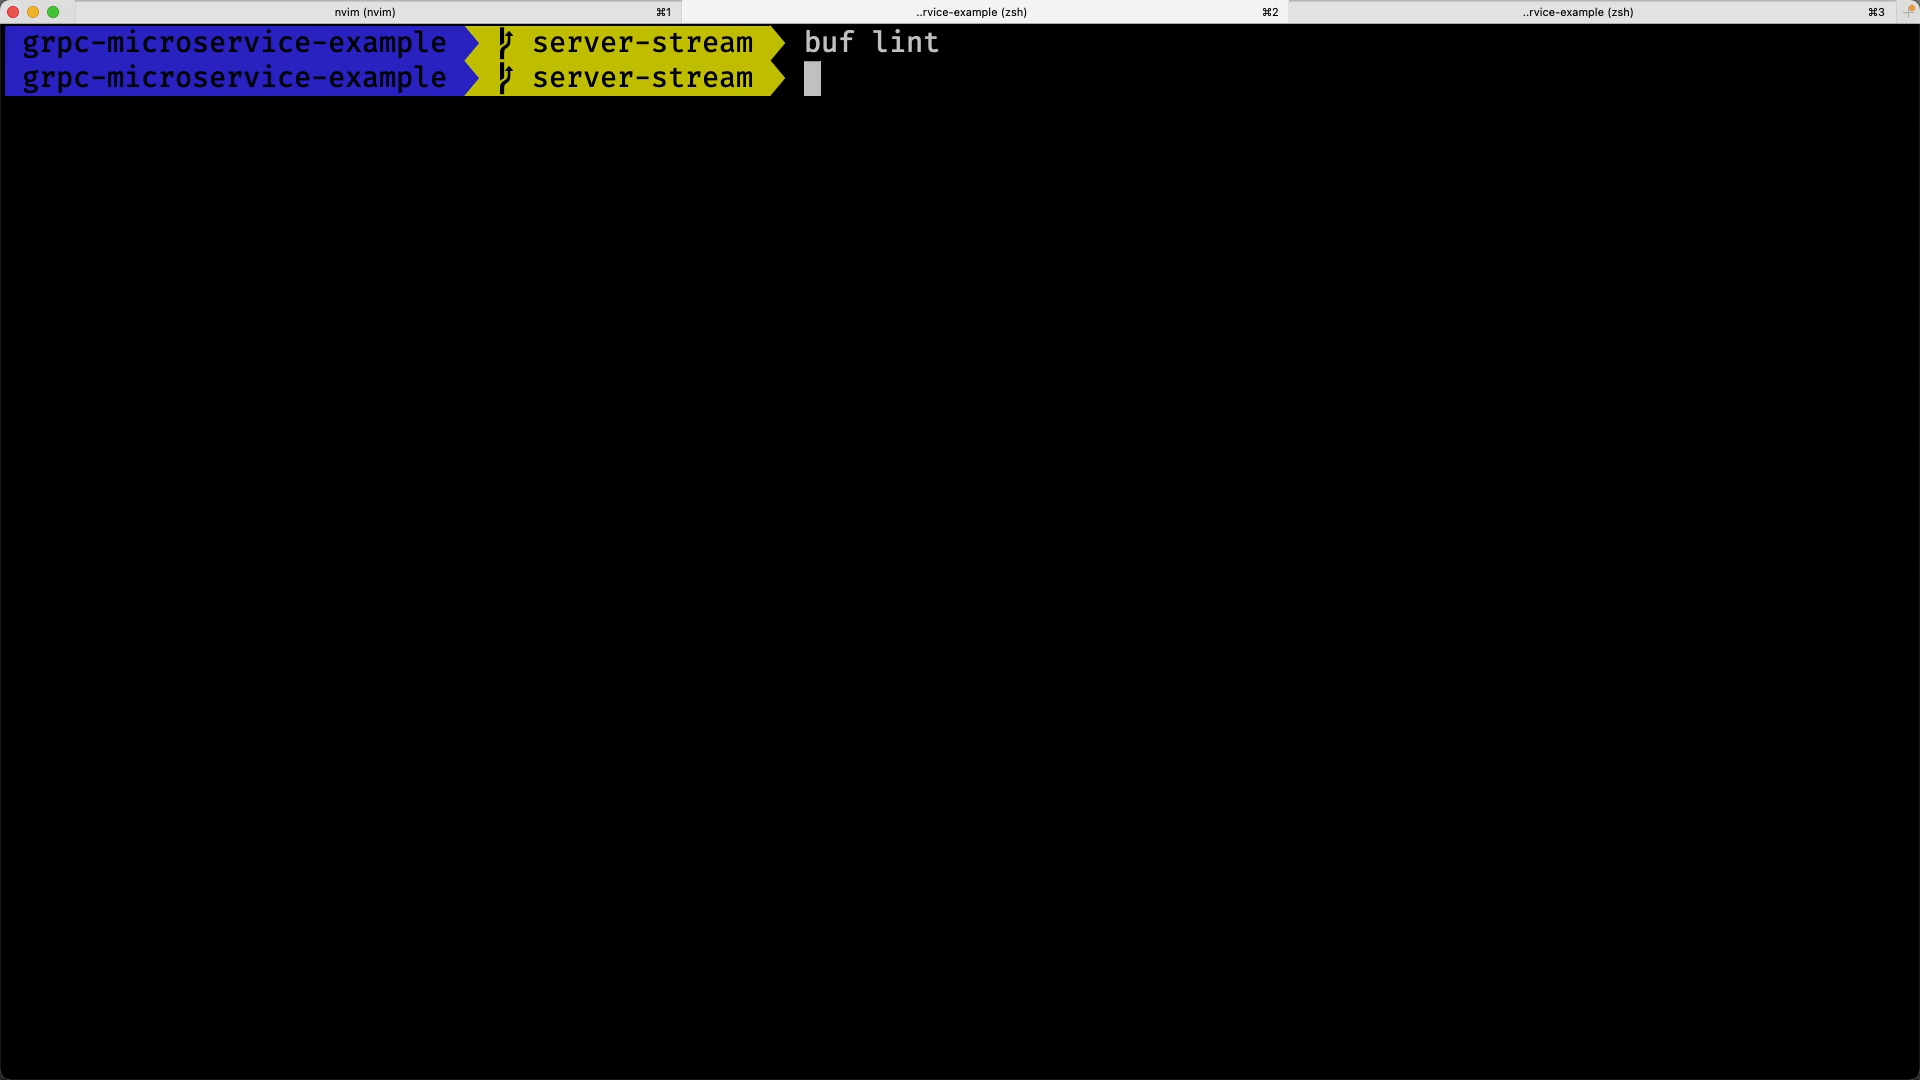 nvim (nvim) ⌘1 ..rvice-example (zsh) ⌘2 ..rvice-example (zsh) ⌘3
grpc-microservice-example server-stream buf lint
grpc-microservice-example server-stream